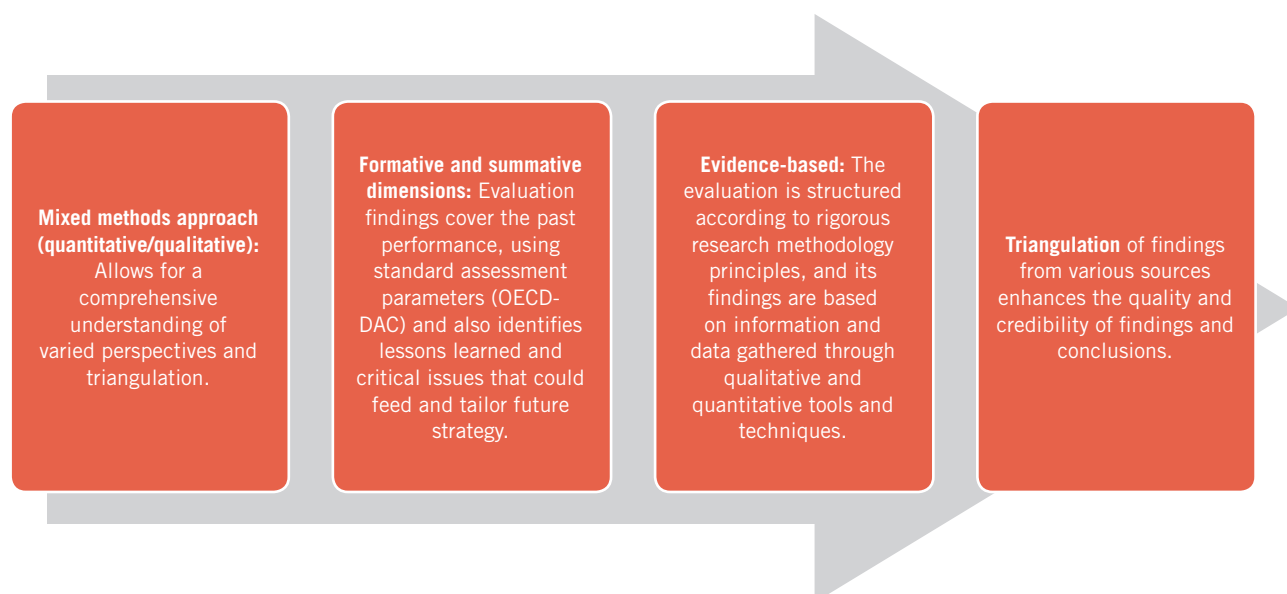 Mixed methods approach
(quantitative/qualitative):
Allows for a
comprehensive
understanding of
varied perspectives and
triangulation.
Formative and summative
dimensions: Evaluation
findings cover the past
performance, using
standard assessment
parameters (OECD-
DAC) and also identifies
lessons learned and
critical issues that could
feed and tailor future
strategy.
Evidence-based: The
evaluation is structured
according to rigorous
research methodology
principles, and its
findings are based
on information and
data gathered through
qualitative and
quantitative tools and
techniques.
Triangulation of findings
from various sources
enhances the quality and
credibility of findings and
conclusions.